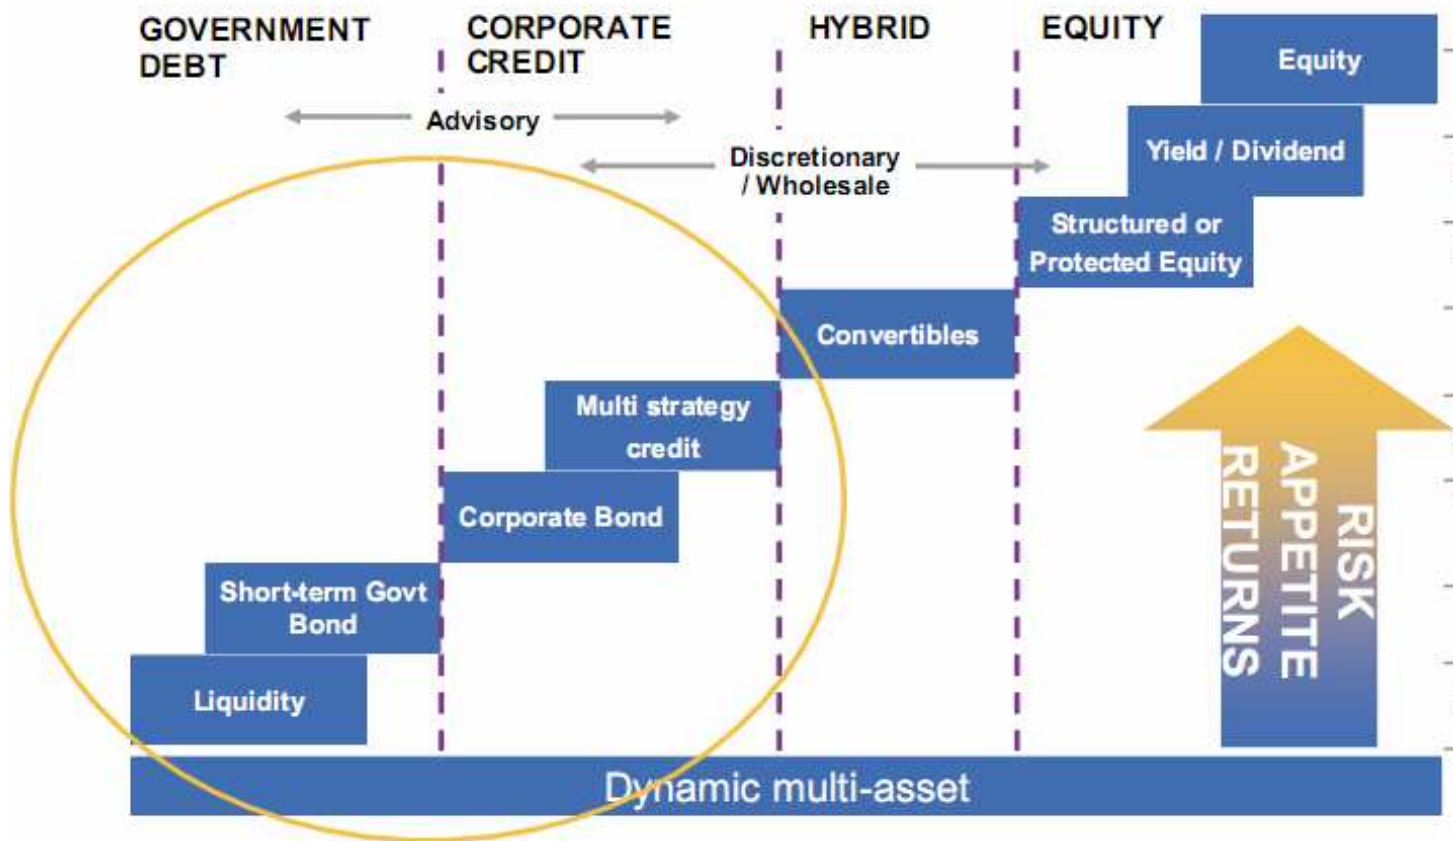 GOVERNMENT
DEBT
CORPORATE
CREDIT
HYBRID
EQUITY
Equity
Advisory
Yield / Dividend
Discretionary
/ Wholesale
Structured or
Protected Equity
Convertibles
Multi strategy
credit
Corporate Bond
Short-term Govt
Bond
Liquidity
RISK
APPETITE
RETURNS
Dynamic multi-asset